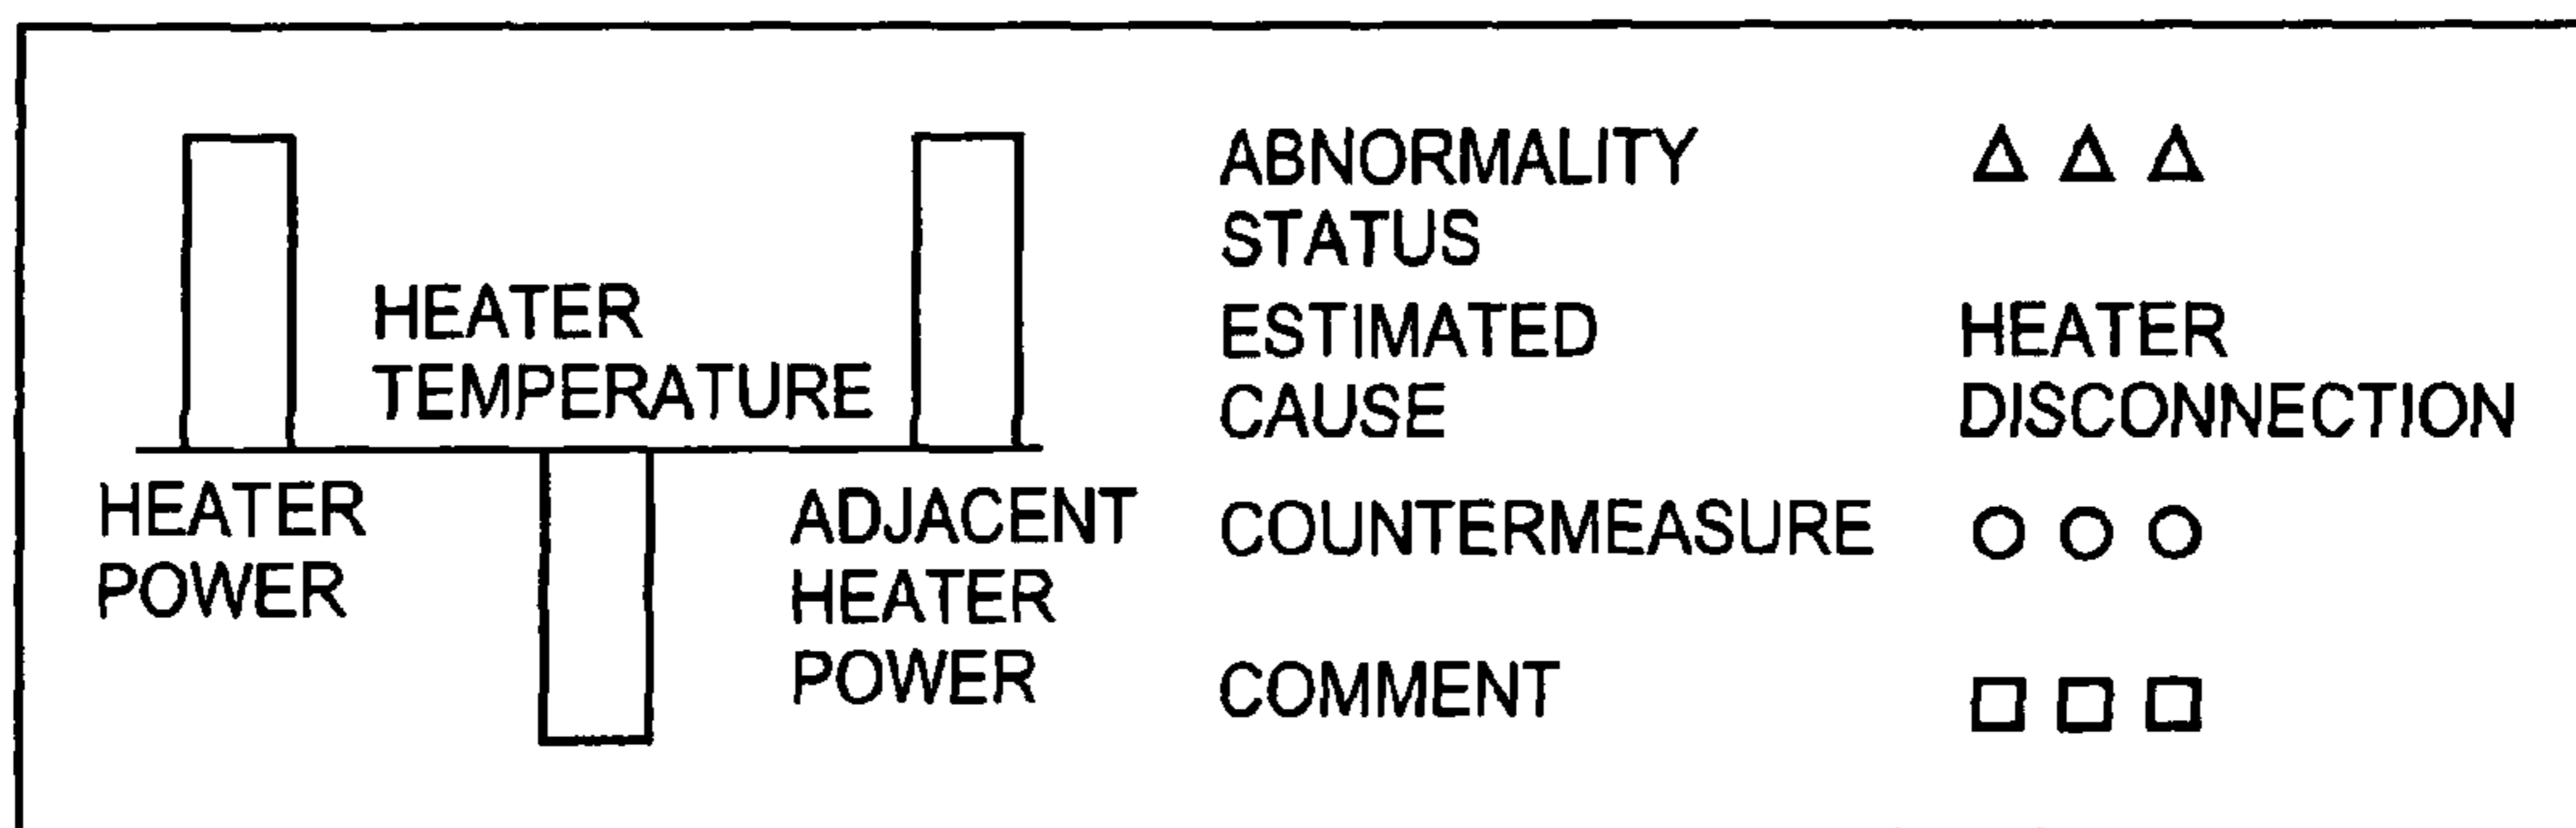 HEATER
TEMPERATURE
HEATER
POWER
ADJACENT
HEATER
POWER
ABNORMALITY
STATUS
△ △ △
ESTIMATED
CAUSE
HEATER
DISCONNECTION
COUNTERMEASURE
○ ○ ○
COMMENT
□ □ □